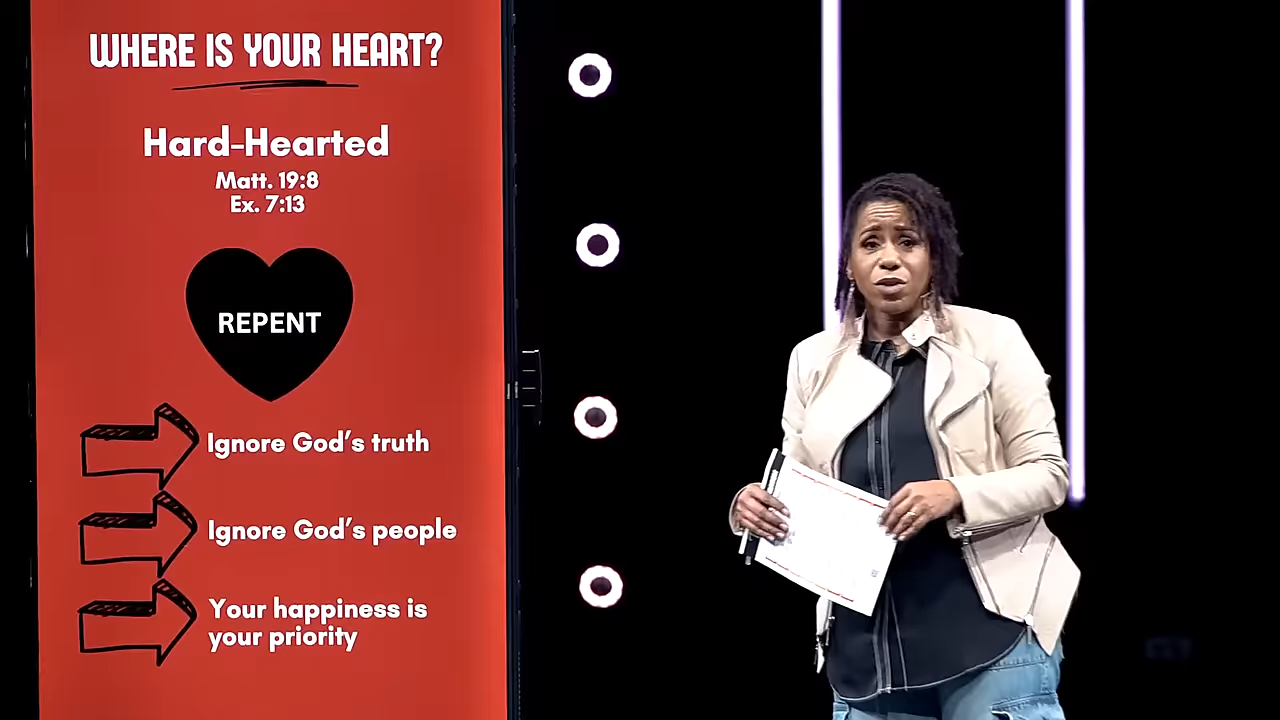 WHERE IS YOUR HEART?
Hard-Hearted
Matt. 19:8
Ex. 7:13
REPENT
Ignore God's truth
Ignore God's people
Your happiness is
your priority